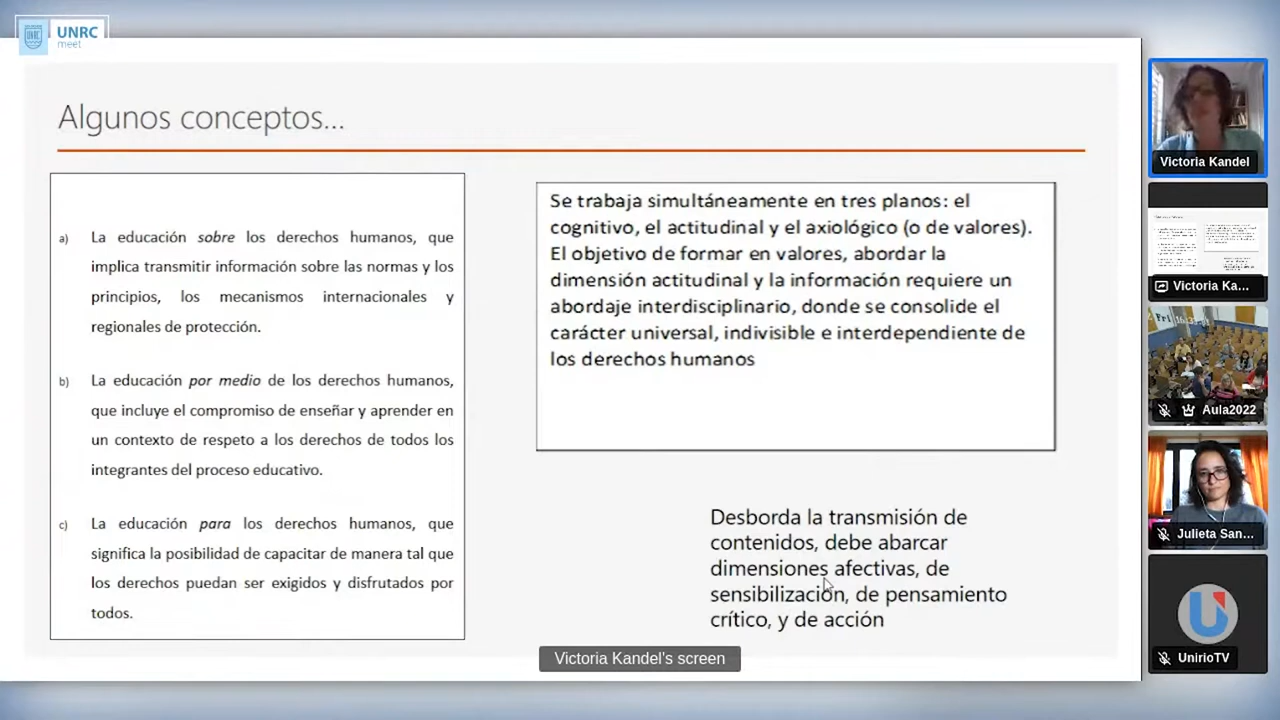 UNRC
meet
Algunos conceptos...
a) La educación sobre los derechos humanos, que
implica transmitir información sobre las normas y los
principios, los mecanismos internacionales y
regionales de protección.
b) La educación por medio de los derechos humanos,
que incluye el compromiso de enseñar y aprender en
un contexto de respeto a los derechos de todos los
integrantes del proceso educativo.
c) La educación para los derechos humanos, que
significa la posibilidad de capacitar de manera tal que
los derechos puedan ser exigidos y disfrutados por
todos.
Se trabaja simultáneamente en tres planos: el
cognitivo, el actitudinal y el axiológico (o de valores).
El objetivo de formar en valores, abordar la
dimensión actitudinal y la información requiere un
abordaje interdisciplinario, donde se consolide el
carácter universal, indivisible e interdependiente de
los derechos humanos
Desborda la transmisión de
contenidos, debe abarcar
dimensiones afectivas, de
sensibilización, de pensamiento
crítico, y de acción
Victoria Kandel's screen
Victoria Kandel
Victoria Ka...
Aula2022
Julieta San...
UnirioTV